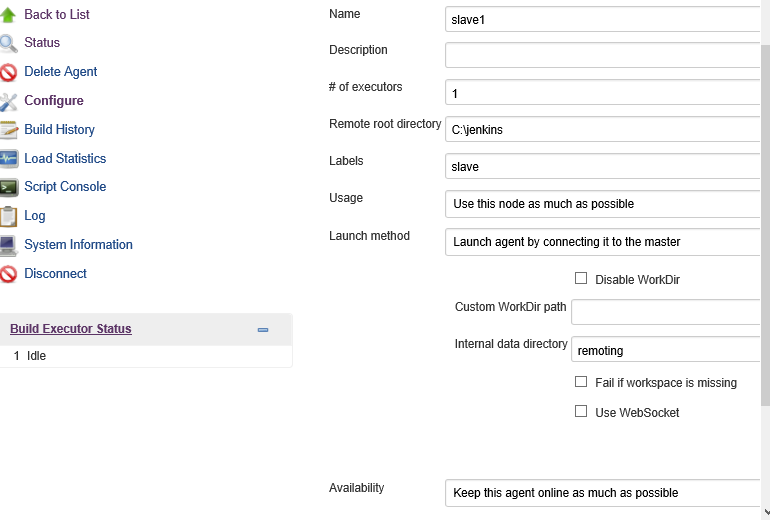 Back to List
Status
Delete Agent
Configure
Build History
Load Statistics
Script Console
Log
System Information
Disconnect
Build Executor Status
1 Idle
Name slave1
Description
# of executors 1
Remote root directory C:\jenkins
Labels slave
Usage Use this node as much as possible
Launch method Launch agent by connecting it to the master
Disable WorkDir
Custom WorkDir path
Internal data directory remoting
Fail if workspace is missing
Use WebSocket
Availability Keep this agent online as much as possible